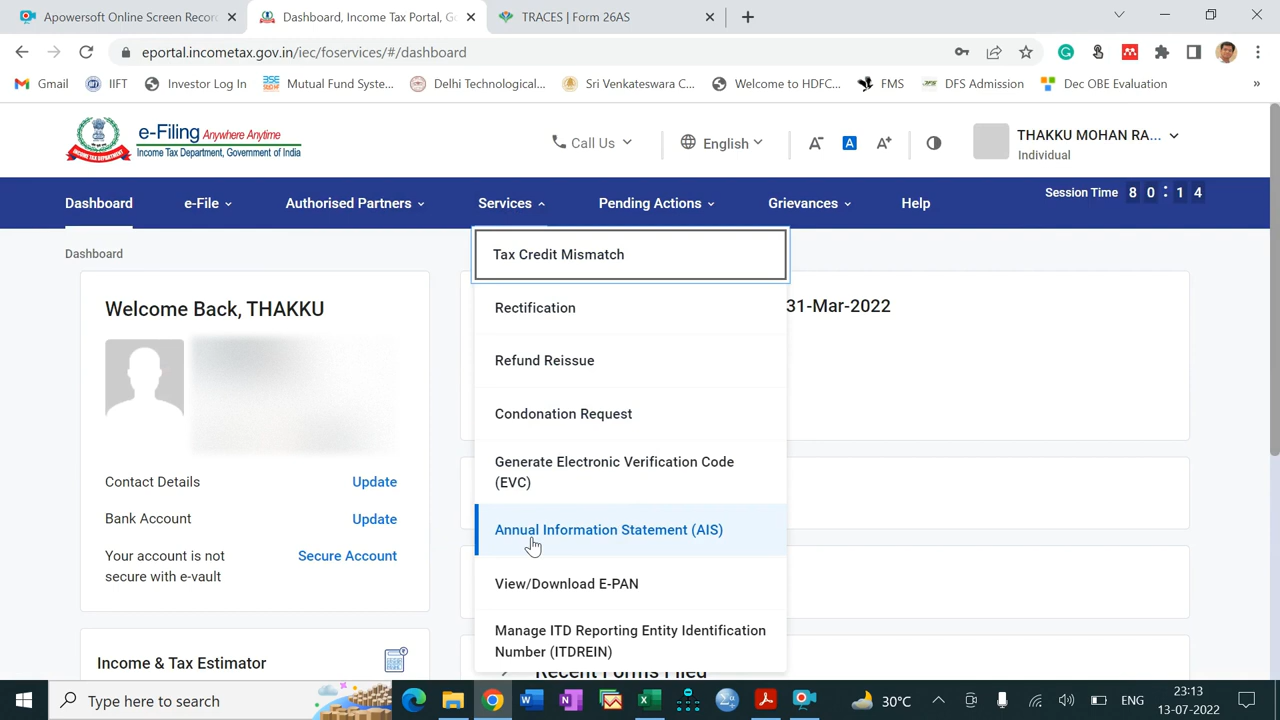 Apowersoft Online Screen Recor
Dashboard, Income Tax Portal, Go
TRACES | Form 26AS
eportal.incometax.gov.in/iec/foservices/#/dashboard
Gmail
IIFT
Investor Log In
Mutual Fund Syste...
Delhi Technological...
Sri Venkateswara C...
Welcome to HDFC...
FMS
DFS Admission
Dec OBE Evaluation
»
e-Filing Anywhere Anytime
Income Tax Department, Government of India
Call Us
English
A-
A
A+
THAKKU MOHAN RA...
Individual
Dashboard
e-File
Authorised Partners
Services
Pending Actions
Grievances
Help
Session Time 8 0 : 1 4
Dashboard
Welcome Back, THAKKU
Contact Details
Update
Bank Account
Update
Your account is not
secure with e-vault
Secure Account
Income & Tax Estimator
Tax Credit Mismatch
Rectification
Refund Reissue
Condonation Request
Generate Electronic Verification Code
(EVC)
Annual Information Statement (AIS)
View/Download E-PAN
Manage ITD Reporting Entity Identification
Number (ITDREIN)
31-Mar-2022
Recent Forms Filed
Type here to search
30°C
ENG
23:13
13-07-2022